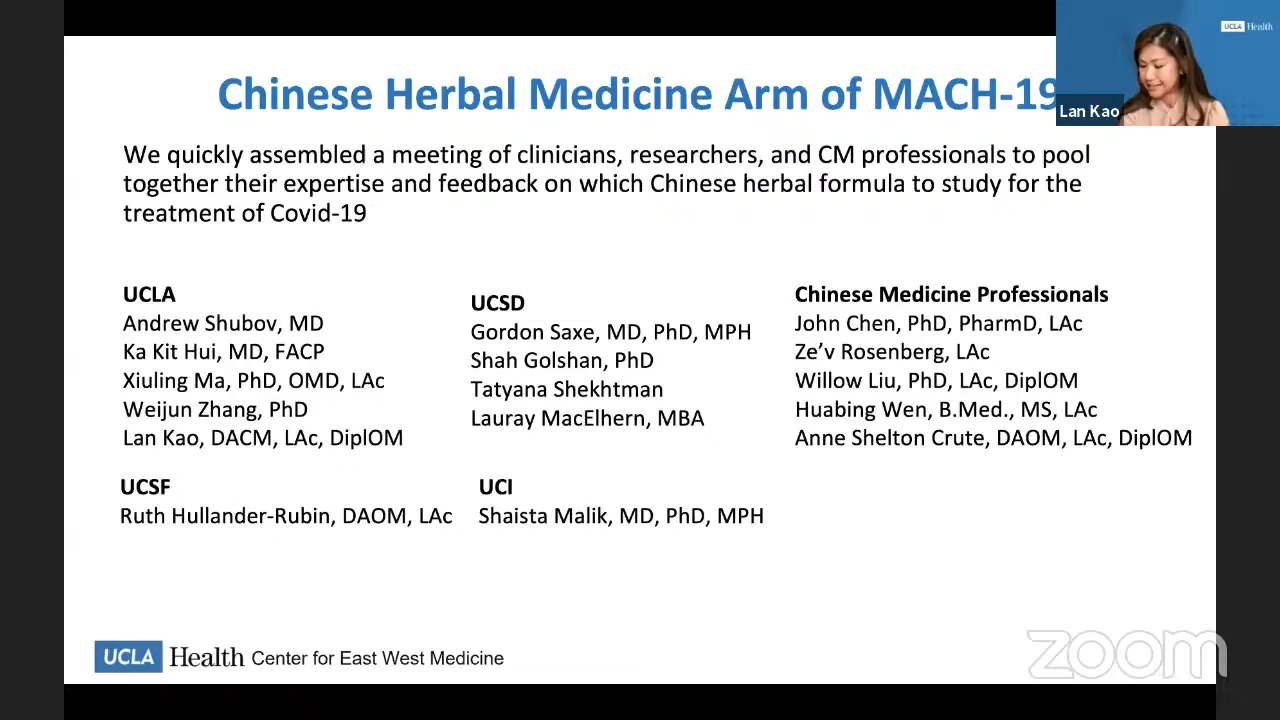 Chinese Herbal Medicine Arm of MACH-19
UCLA Health
Lan Kao
We quickly assembled a meeting of clinicians, researchers, and CM professionals to pool
together their expertise and feedback on which Chinese herbal formula to study for the
treatment of Covid-19
UCLA
Andrew Shubov, MD
Ka Kit Hui, MD, FACP
Xiuling Ma, PhD, OMD, LAc
Weijun Zhang, PhD
Lan Kao, DACM, LAc, DiplOM
UCSD
Gordon Saxe, MD, PhD, MPH
Shah Golshan, PhD
Tatyana Shekhtman
Lauray MacElhern, MBA
Chinese Medicine Professionals
John Chen, PhD, PharmD, LAc
Ze’v Rosenberg, LAc
Willow Liu, PhD, LAc, DiplOM
Huabing Wen, B.Med., MS, LAc
Anne Shelton Crute, DAOM, LAc, DiplOM
UCSF
Ruth Hullander-Rubin, DAOM, LAc
UCI
Shaista Malik, MD, PhD, MPH
UCLA Health Center for East West Medicine
zoom